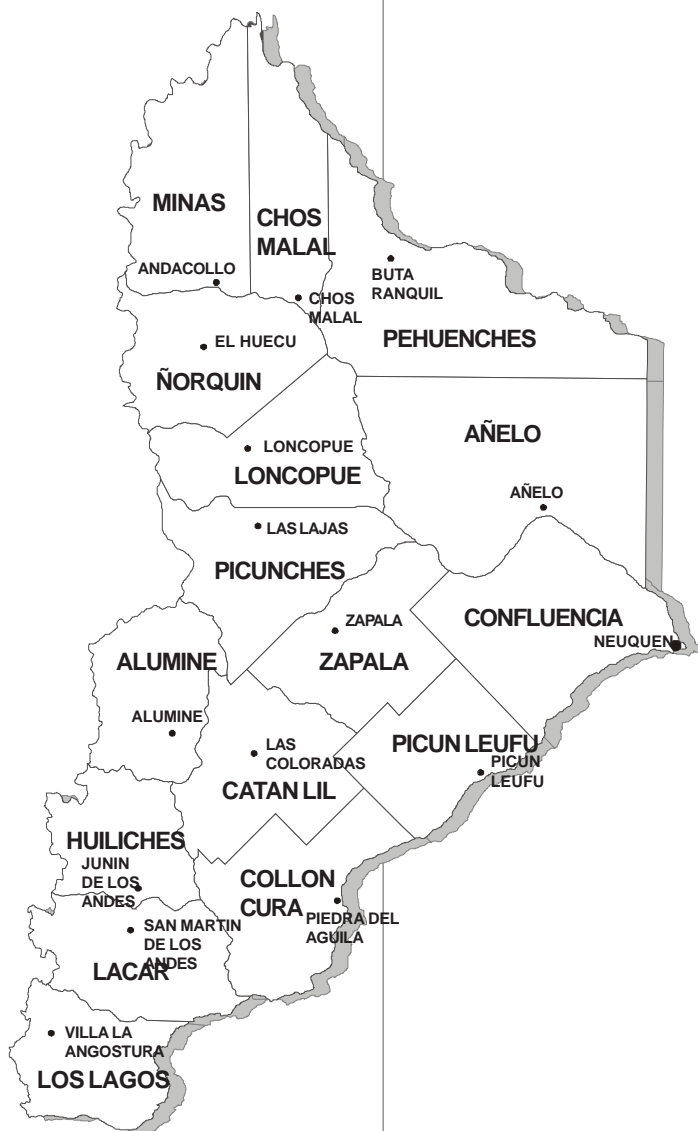 MINAS
CHOS
MALAL
ANDACOLLO
BUTA
RANQUIL
CHOS
MALAL
PEHUENCHES
EL HUECU
ÑORQUIN
AÑELO
LONCOPUE
LONCOPUE
AÑELO
LAS LAJAS
PICUNCHES
CONFLUENCIA
ZAPALA
NEUQUEN
ALUMINE
ZAPALA
ALUMINE
PICUN LEUFU
LAS
COLORADAS
PICUN
LEUFU
CATAN LIL
HUILICHES
JUNIN
DE LOS
ANDES
COLLON
CURA
PIEDRA DEL
AGUILA
SAN MARTIN
DE LOS
ANDES
LACAR
VILLA LA
ANGOSTURA
LOS LAGOS